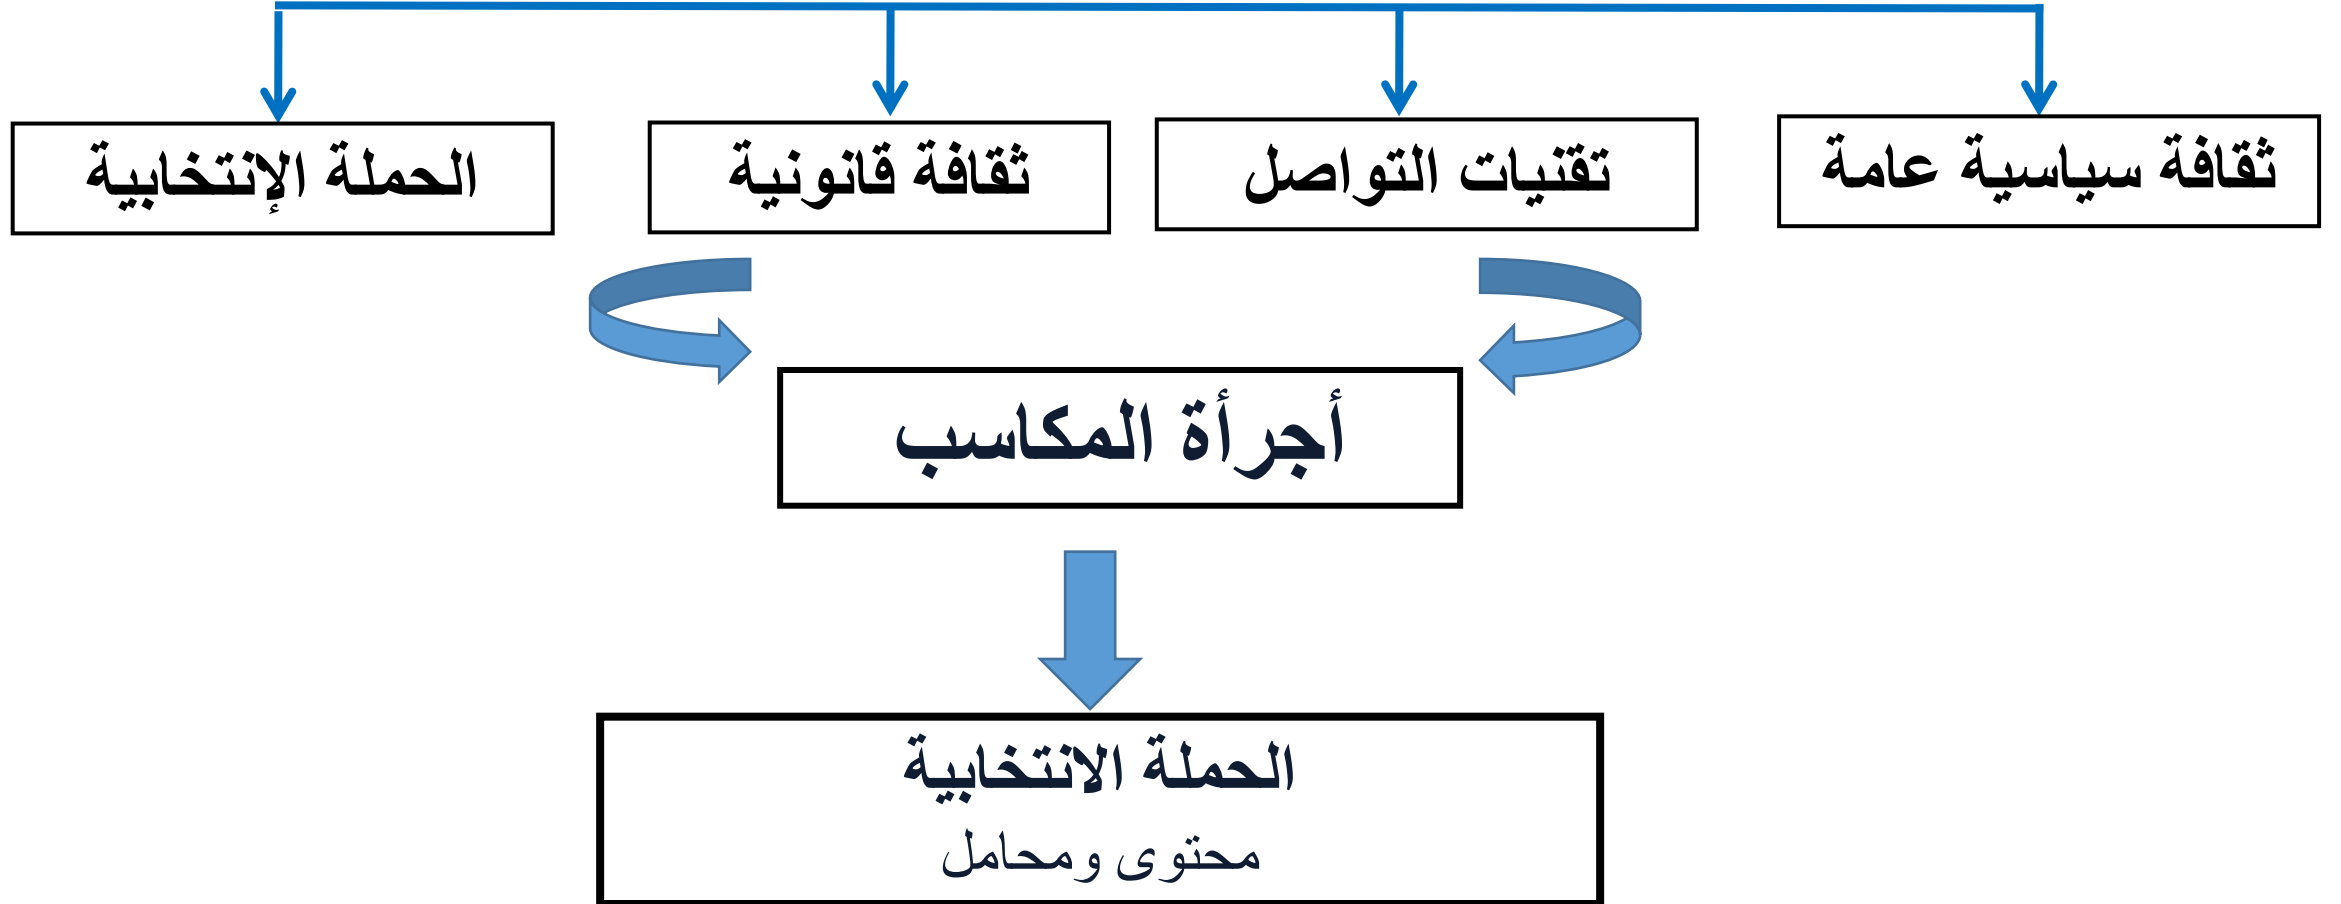 ثقافة سياسية عامة
تقنيات التواصل
ثقافة قانونية
الحملة الإنتخابية
أجرأة المكاسب
الحملة الانتخابية
محتوى ومحامل